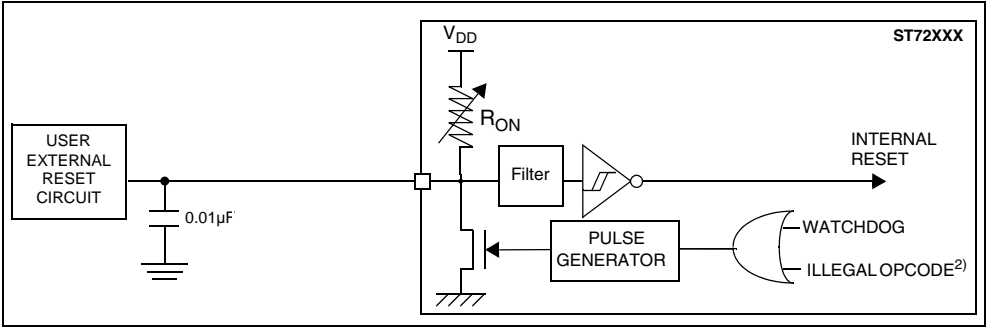 ST72XXX
VDD
RON
USER
EXTERNAL
RESET
CIRCUIT
0.01µF
Filter
INTERNAL
RESET
PULSE
GENERATOR
WATCHDOG
ILLEGAL OPCODE2)